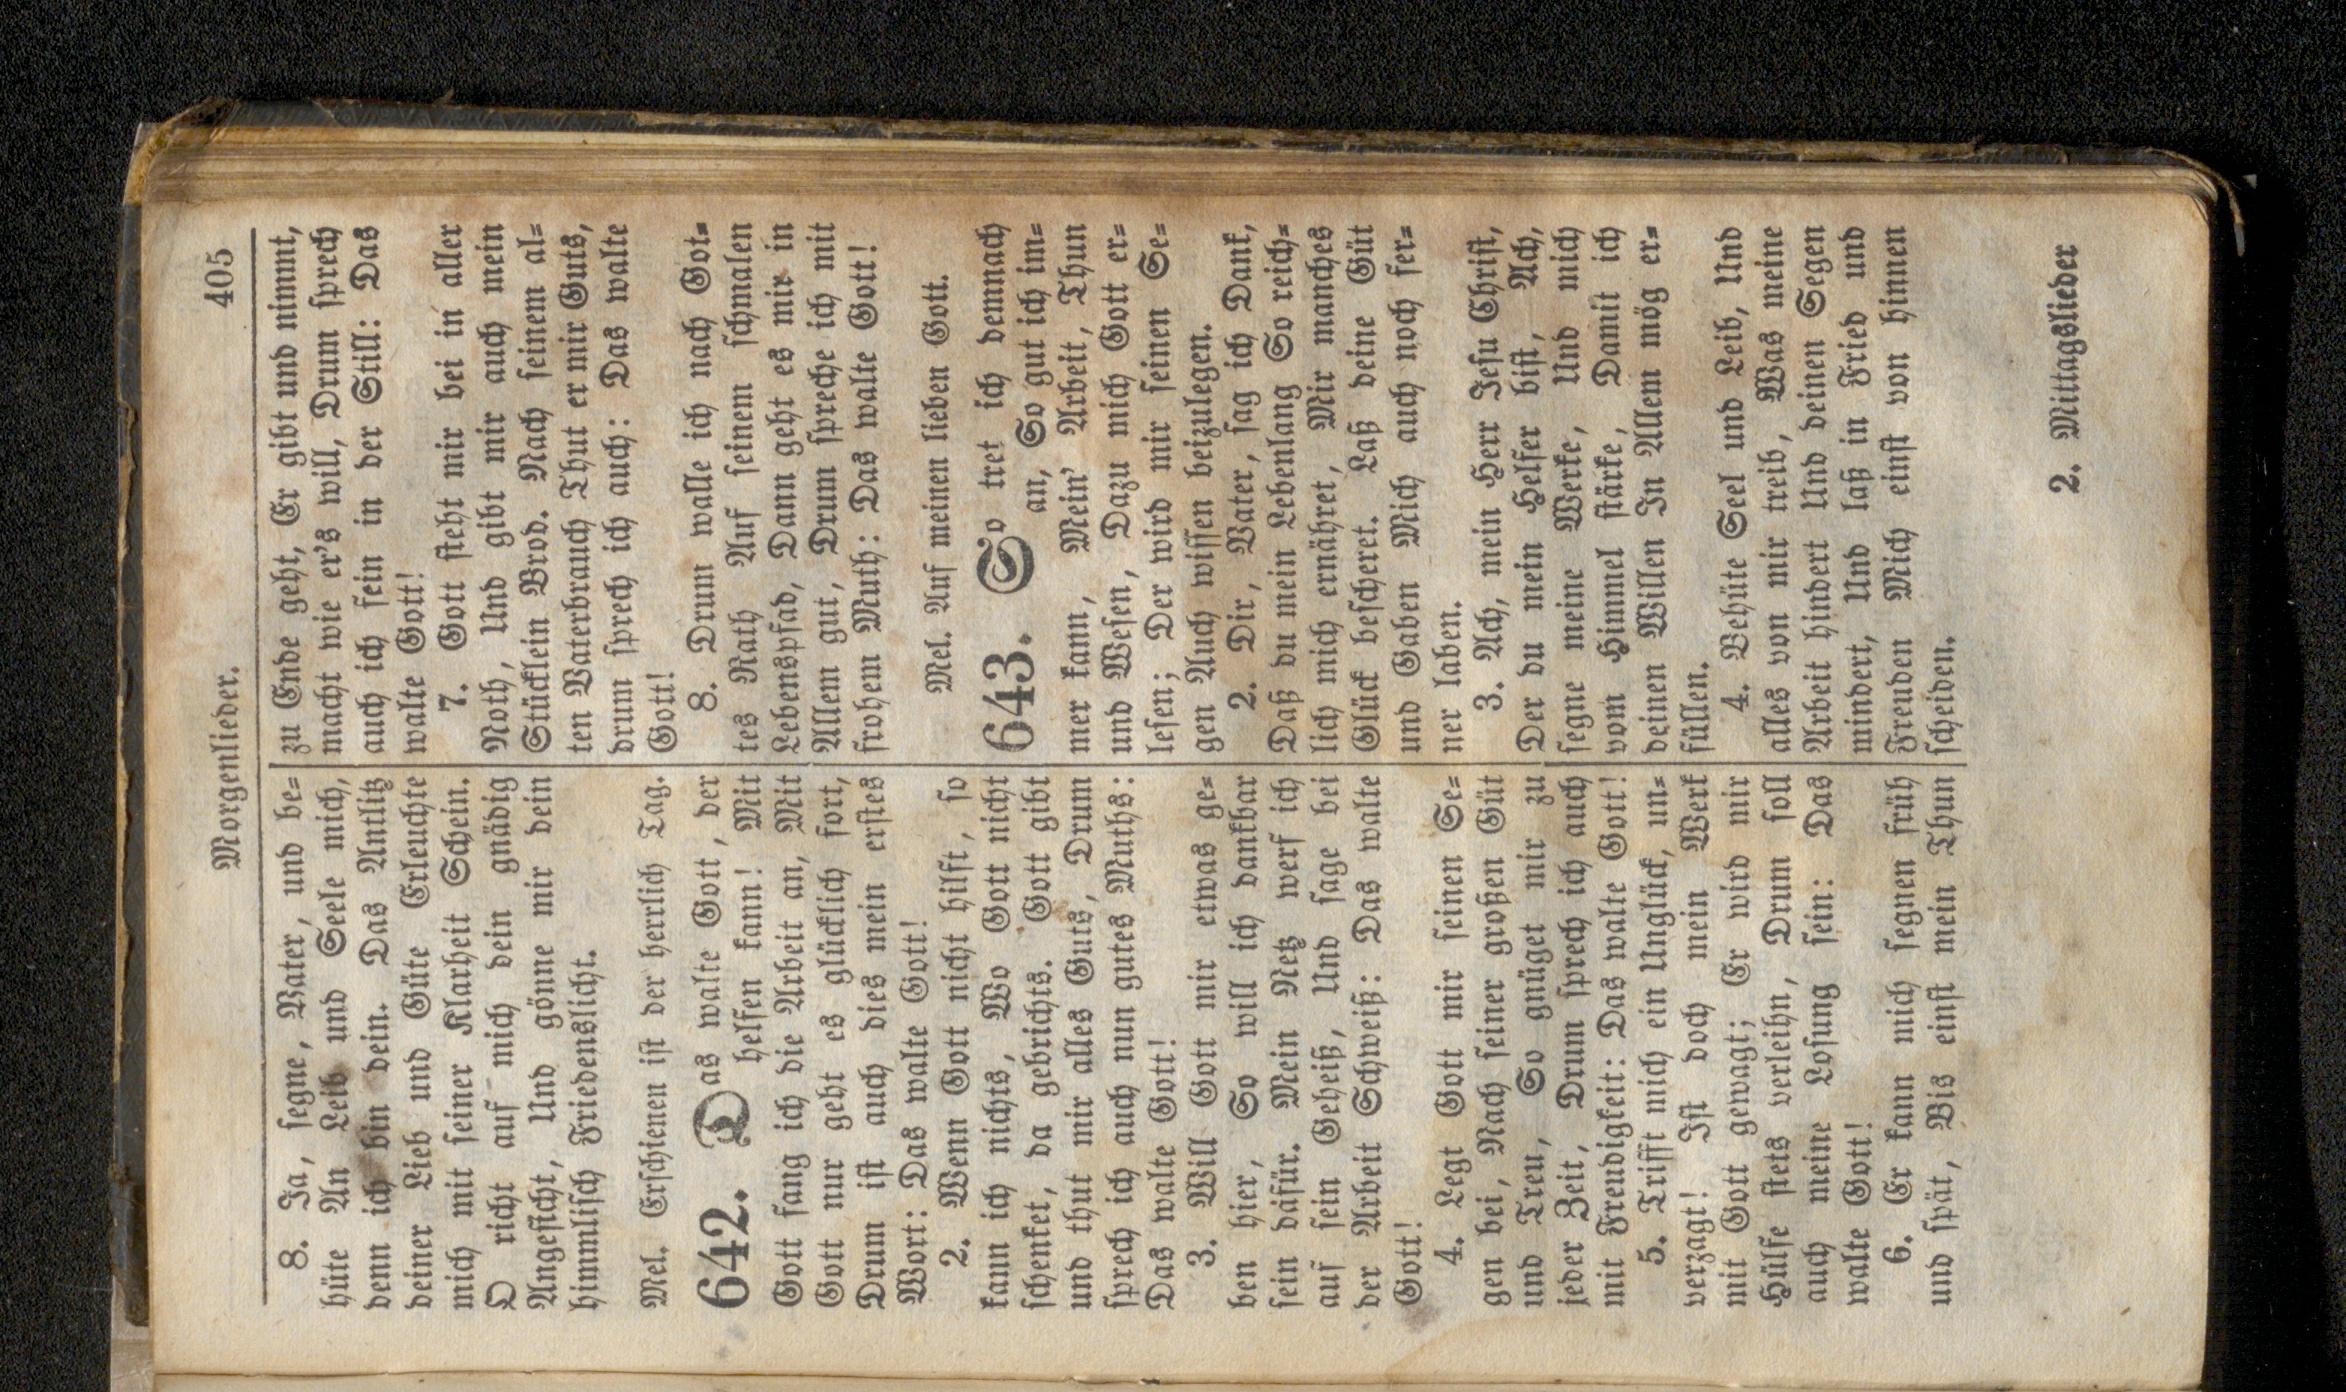 Morgenlieder. 405
8. Ja, segne, Vater, und be-
hüte An Leib und Seele mich,
denn ich bin dein. Das Antlitz
deiner Lieb und Güte Erleuchte
mich mit seiner Klarheit Schein.
O richt auf mich dein gnädig
Angesicht, Und gönne mir dein
himmlisch Friedenslicht.
Mel. Erschienen ist der herrlich Tag.
642. Das walte Gott, der
helfen kann! Mit
Gott fang ich die Arbeit an, Mit
Gott nur geht es glücklich fort,
Drum ist auch dies mein erstes
Wort: Das walte Gott!
2. Wenn Gott nicht hilft, so
kann ich nichts, Wo Gott nicht
schenket, da gebrichts. Gott gibt
und thut mir alles Guts, Drum
sprech ich auch nun gutes Muths:
Das walte Gott!
3. Will Gott mir etwas ge-
ben hier, So will ich dankbar
sein dafür. Mein Netz werf ich
auf sein Geheiß, Und sage bei
der Arbeit Schweiß: Das walte
Gott!
4. Legt Gott mir seinen Se-
gen bei, Nach seiner großen Güt
und Treu, So gnüget mir zu
jeder Zeit, Drum sprech ich auch
mit Freudigkeit: Das walte Gott!
5. Trifft mich ein Unglück, un-
verzagt! Ist doch mein Werk
mit Gott gewagt; Er wird mir
Hülfe stets verleihn, Drum soll
auch meine Losung sein: Das
walte Gott!
6. Er kann mich segnen früh
und spät, Bis einst mein Thun
zu Ende geht, Er gibt und nimmt,
macht wie er's will, Drum sprech
auch ich fein in der Still: Das
walte Gott!
7. Gott steht mir bei in aller
Noth, Und gibt mir auch mein
Stücklein Brod. Nach seinem al-
ten Vaterbrauch Thut er mir Guts,
drum sprech ich auch: Das walte
Gott!
8. Drum walle ich nach Got-
tes Rath Auf seinem schmalen
Lebenspfad, Dann geht es mir in
Allem gut, Drum spreche ich mit
frohem Muth: Das walte Gott!
Mel. Auf meinen lieben Gott.
643. So tret ich demnach
an, So gut ich im-
mer kann, Mein' Arbeit, Thun
und Wesen, Dazu mich Gott er-
lesen; Der wird mir seinen Se-
gen Auch wissen beizulegen.
2. Dir, Vater, sag ich Dank,
Daß du mein Lebenlang So reich-
lich mich ernähret, Mir manches
Glück bescheret. Laß deine Güt
und Gaben Mich auch noch fer-
ner laben.
3. Ach, mein Herr Jesu Christ,
Der du mein Helfer bist, Ach,
segne meine Werke, Und mich
vom Himmel stärke, Damit ich
deinen Willen In Allem mög er-
füllen.
4. Behüte Seel und Leib, Und
alles von mir treib, Was meine
Arbeit hindert Und deinen Segen
mindert, Und laß in Fried und
Freuden Mich einst von hinnen
scheiden.
2. Mittagslieder